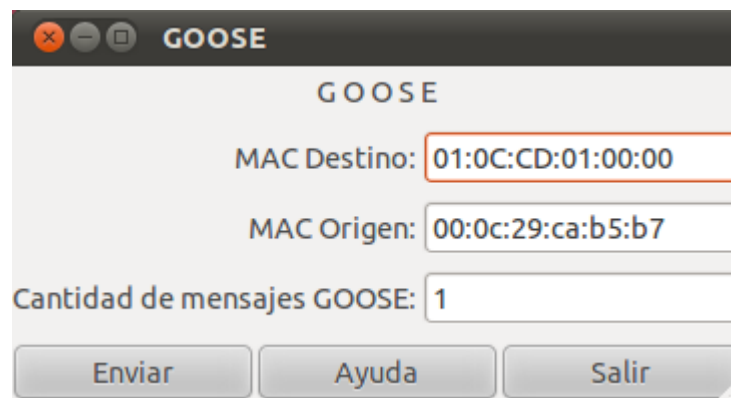 GOOSE
GOOSE
MAC Destino: 01:0C:CD:01:00:00
MAC Origen: 00:0c:29:ca:b5:b7
Cantidad de mensajes GOOSE: 1
Enviar Ayuda Salir